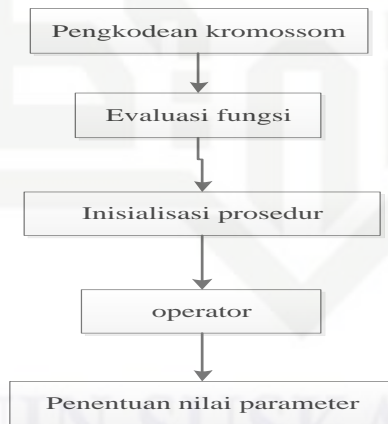 Pengkodean kromossom
Evaluasi fungsi
Inisialisasi prosedur
operator
Penentuan nilai parameter